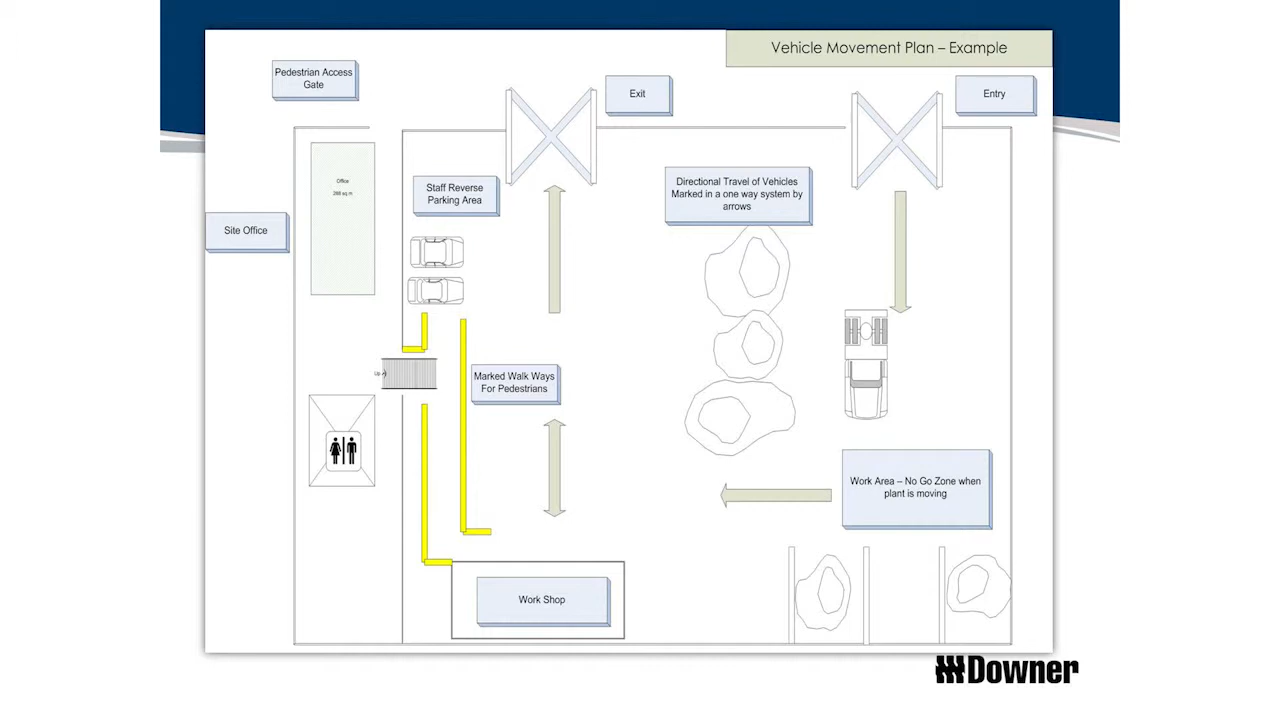 Vehicle Movement Plan – Example
Pedestrian Access
Gate
Exit
Entry
Office
Staff Reverse
Parking Area
Directional Travel of Vehicles
Marked in a one way system by
arrows
Site Office
Marked Walk Ways
For Pedestrians
Work Area – No Go Zone when
plant is moving
Work Shop
Downer